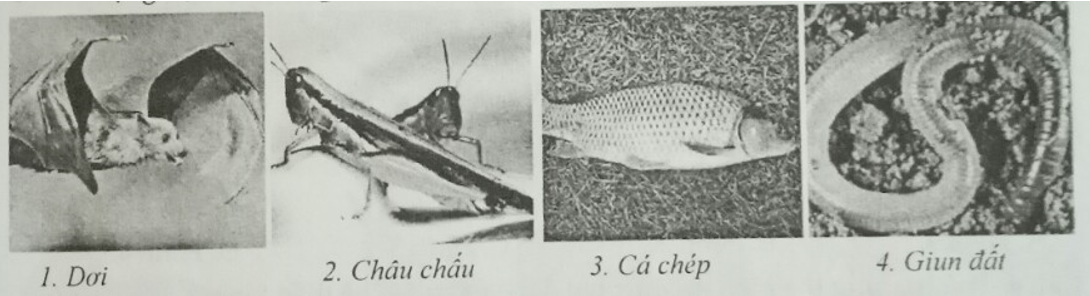 1. Dơi
2. Châu chấu
3. Cá chép
4. Giun đất